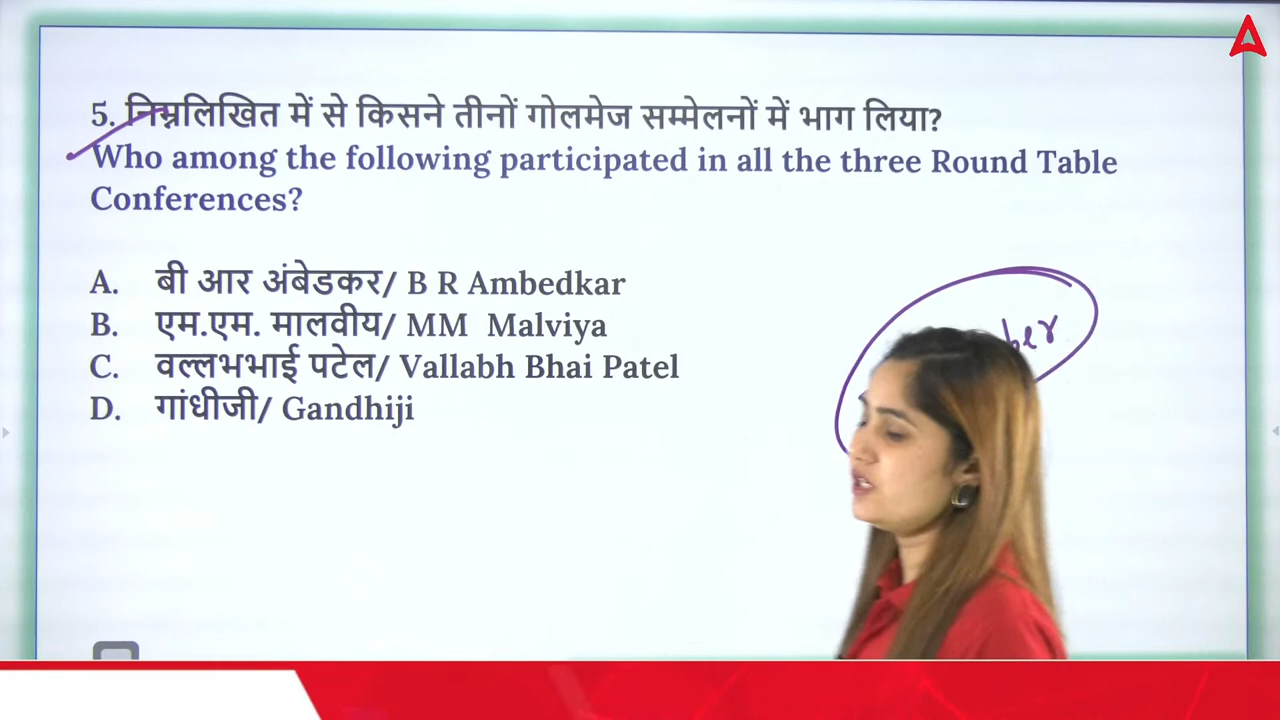 5. निम्नलिखित में से किसने तीनों गोलमेज सम्मेलनों में भाग लिया?
Who among the following participated in all the three Round Table
Conferences?
A. बी आर अंबेडकर/ B R Ambedkar
B. एम.एम. मालवीय/ MM Malviya
C. वल्लभभाई पटेल/ Vallabh Bhai Patel
D. गांधीजी/ Gandhiji